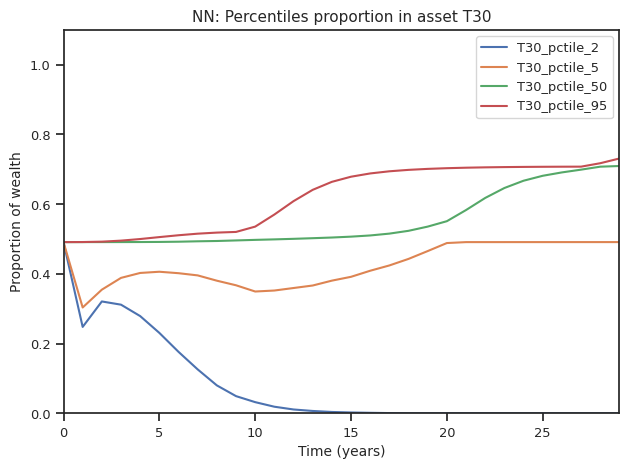 NN: Percentiles proportion in asset T30
T30_pctile_2
T30_pctile_5
T30_pctile_50
T30_pctile_95
Proportion of wealth
1.0
0.8
0.6
0.4
0.2
0.0
0 5 10 15 20 25
Time (years)